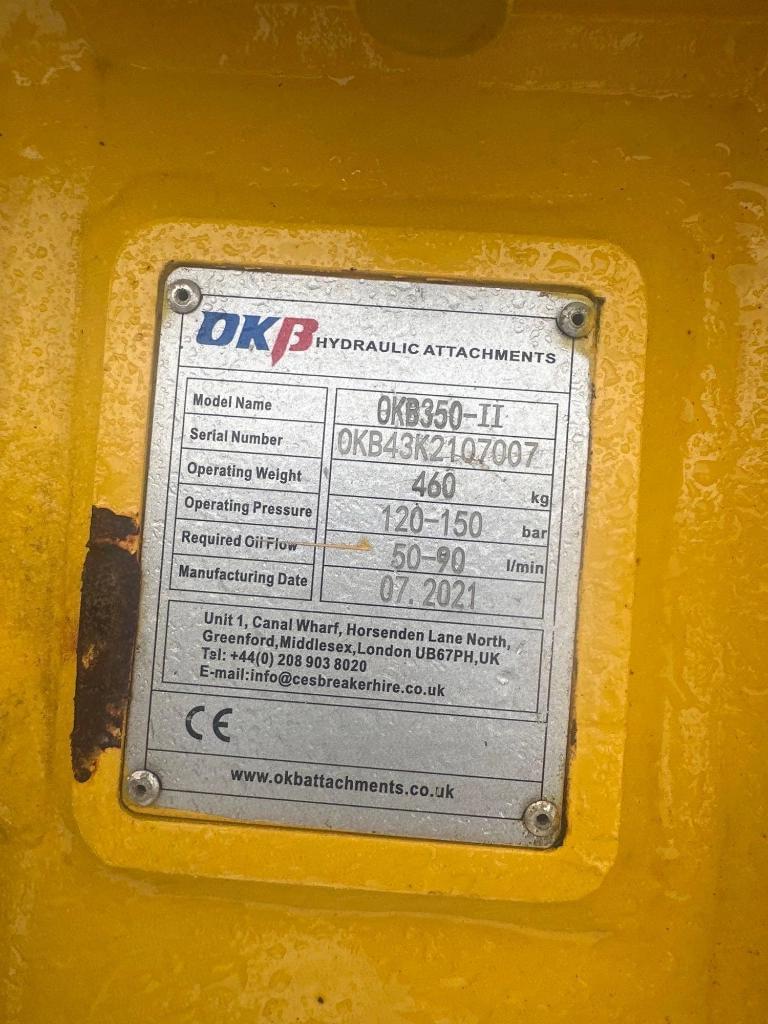 OKB HYDRAULIC ATTACHMENTS
Model Name OKB350-II
Serial Number OKB43K2107007
Operating Weight 460 kg
Operating Pressure 120-150 bar
Required Oil Flow 50-90 l/min
Manufacturing Date 07.2021
Unit 1, Canal Wharf, Horsenden Lane North,
Greenford,Middlesex,London UB67PH,UK
Tel: +44(0) 208 903 8020
E-mail:info@cesbreakerhire.co.uk
CE
www.okbattachments.co.uk